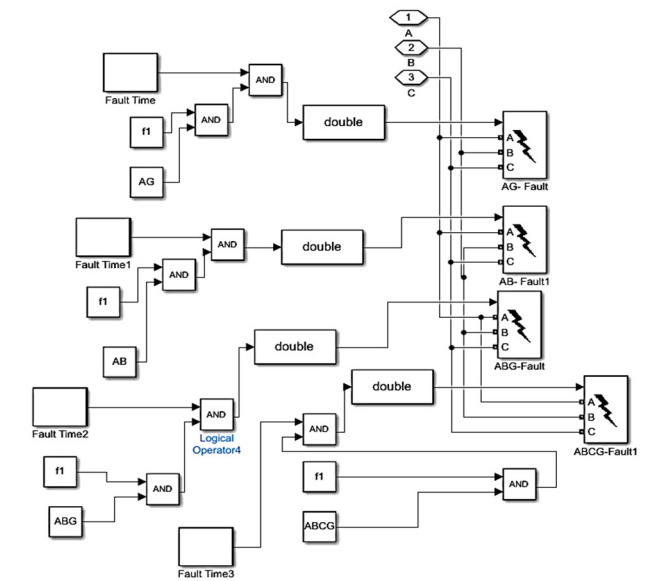 1
A
2
B
3
C
Fault Time
AND
f1
AND
AG
double
A
B
C
AG- Fault
Fault Time1
AND
f1
AND
AB
double
A
B
C
AB- Fault1
double
A
B
C
ABG-Fault
Fault Time2
AND
Logical
Operator4
f1
AND
ABG
double
AND
A
B
C
ABCG-Fault1
f1
AND
ABCG
Fault Time3